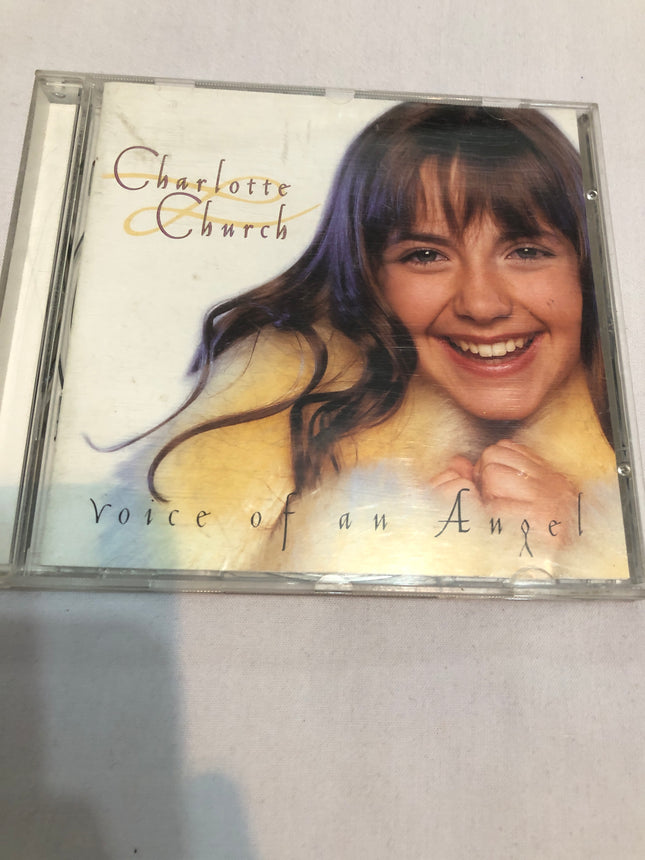 Charlotte
Church
Voice of an Angel